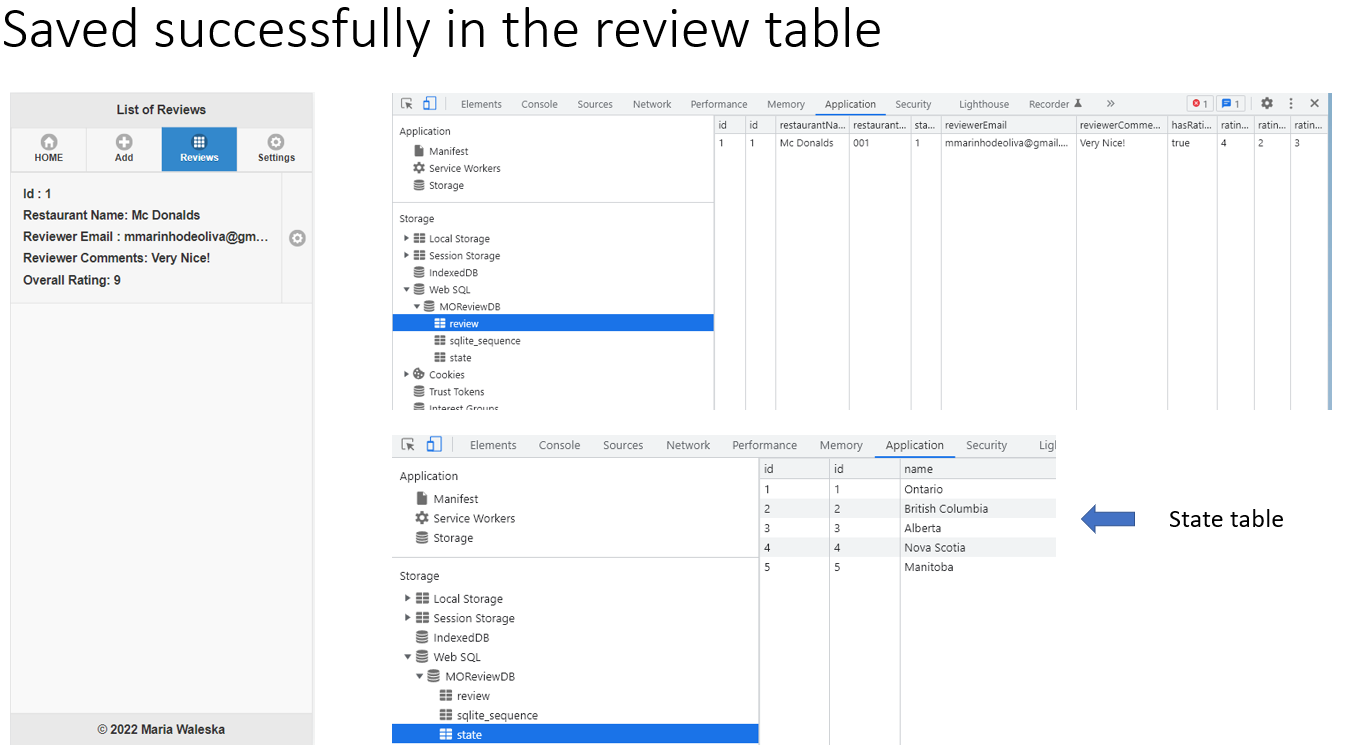 Saved successfully in the review table
List of Reviews
HOME Add Reviews Settings
Id : 1
Restaurant Name: Mc Donalds
Reviewer Email : mmarinhodeoliva@gm...
Reviewer Comments: Very Nice!
Overall Rating: 9
© 2022 Maria Waleska
Elements Console Sources Network Performance Memory Application Security Lighthouse Recorder » 1 1
Application
Manifest
Service Workers
Storage
Storage
Local Storage
Session Storage
IndexedDB
Web SQL
MOReviewDB
review
sqlite_sequence
state
Cookies
Trust Tokens
Interest Groups
id id restaurantNa... restaurant... sta... reviewerEmail reviewerComme... hasRati... ratin... ratin... ratin...
1 1 Mc Donalds 001 1 mmarinhodeoliva@gmail.... Very Nice! true 4 2 3
Elements Console Sources Network Performance Memory Application Security Ligl
Application
Manifest
Service Workers
Storage
Storage
Local Storage
Session Storage
IndexedDB
Web SQL
MOReviewDB
review
sqlite_sequence
state
id id name
1 1 Ontario
2 2 British Columbia
3 3 Alberta
4 4 Nova Scotia
5 5 Manitoba
State table